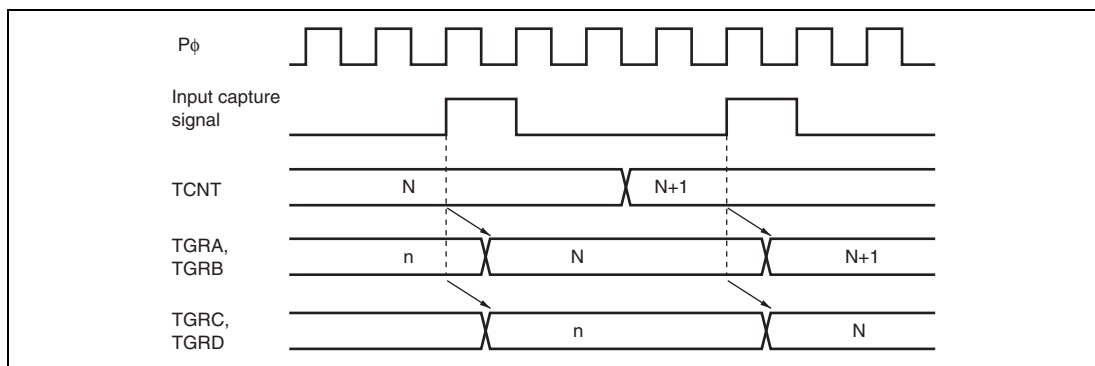 Pϕ
Input capture
signal
TCNT
N
N+1
TGRA,
TGRB
n
N
N+1
TGRC,
TGRD
n
N